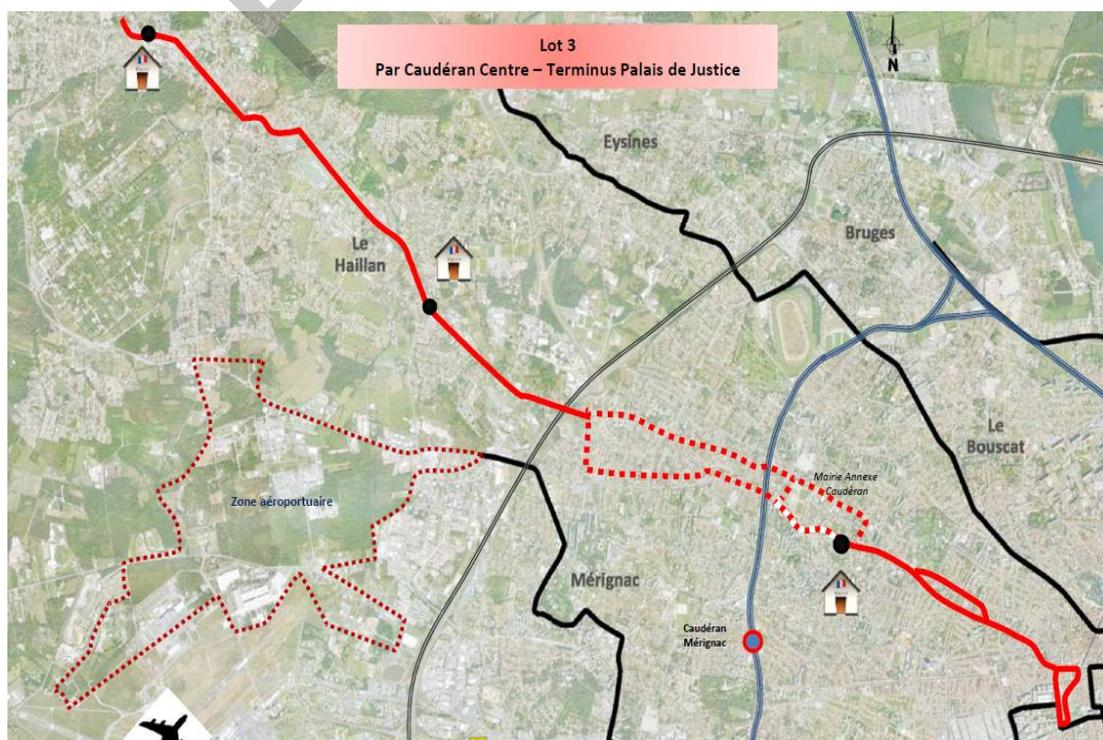 Lot 3
Par Caudéran Centre – Terminus Palais de Justice
N
Eysines
Bruges
Le
Haillan
Le
Bouscat
Mairie Annexe
Caudéran
Zone aéroportuaire
Mérignac
Caudéran
Mérignac